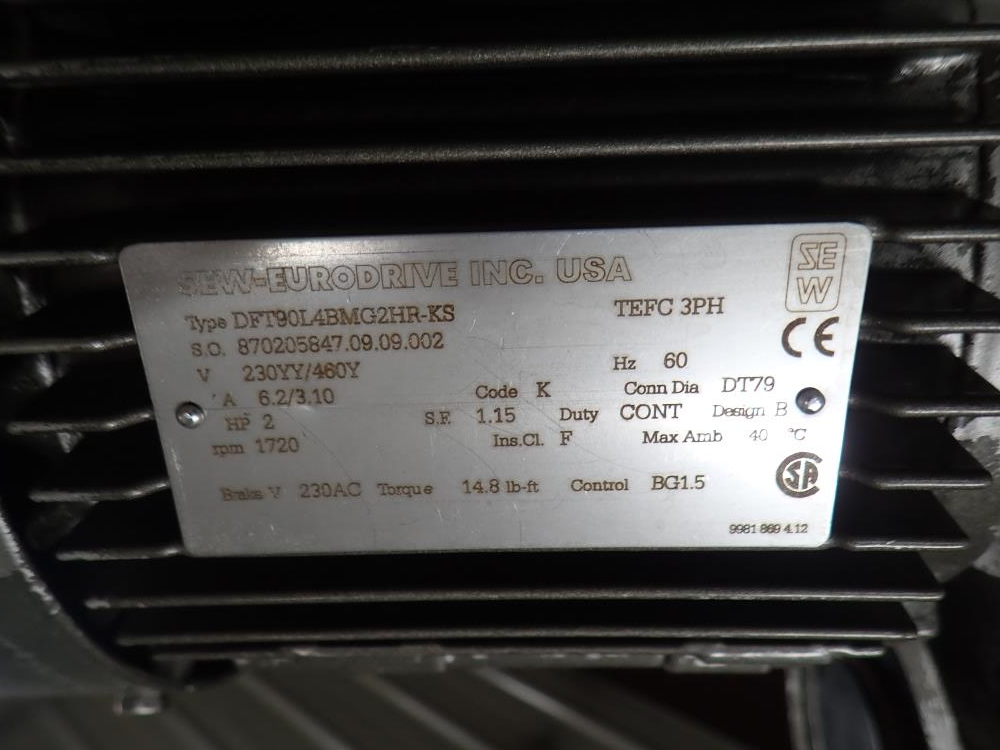 SEW-EURODRIVE INC. USA
SEW
Type DFT90L4BMG2HR-KS TEFC 3PH
CE
S.O. 870205847.09.09.002
V 230YY/460Y Hz 60
A 6.2/3.10 Code K Conn Dia DT79
HP 2 S.F. 1.15 Duty CONT Design B
rpm 1720 Ins.Cl. F Max Amb 40 °C
SA
Brake V 230AC Torque 14.8 lb-ft Control BG1.5
9981 869 4.12